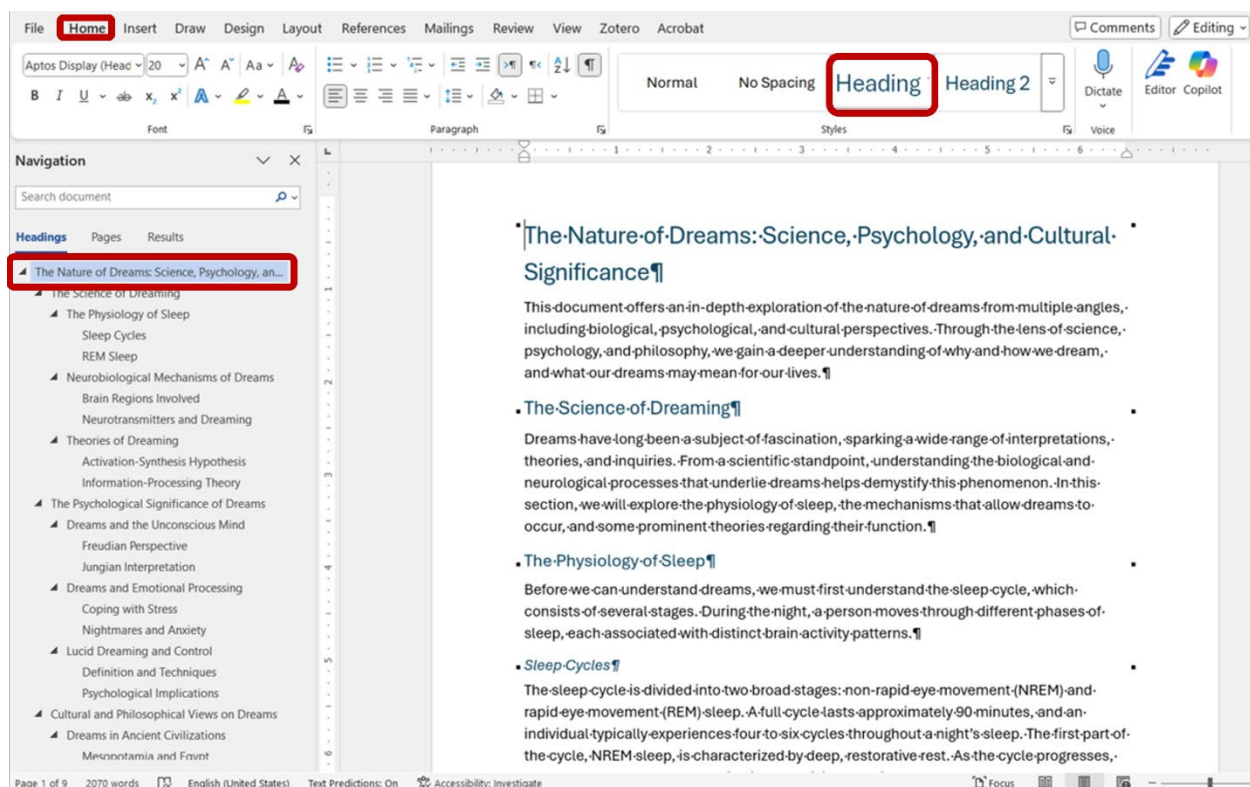 File Home Insert Draw Design Layout References Mailings Review View Zotero Acrobat Comments Editing
Aptos Display (Head 20 A^ A˅ Aa A
Normal No Spacing Heading Heading 2
Dictate Editor Copilot
B I U ab x₂ x² A A
Font Paragraph Styles Voice
Navigation
Search document
Headings Pages Results
The Nature of Dreams: Science, Psychology, an...
The Science of Dreaming
The Physiology of Sleep
Sleep Cycles
REM Sleep
Neurobiological Mechanisms of Dreams
Brain Regions Involved
Neurotransmitters and Dreaming
Theories of Dreaming
Activation-Synthesis Hypothesis
Information-Processing Theory
The Psychological Significance of Dreams
Dreams and the Unconscious Mind
Freudian Perspective
Jungian Interpretation
Dreams and Emotional Processing
Coping with Stress
Nightmares and Anxiety
Lucid Dreaming and Control
Definition and Techniques
Psychological Implications
Cultural and Philosophical Views on Dreams
Dreams in Ancient Civilizations
Mesopotamia and Egypt
1 2 3 4 5 6
1
2
3
4
5
6
The·Nature·of·Dreams:·Science,·Psychology,·and·Cultural·
Significance¶
This·document·offers·an·in-depth·exploration·of·the·nature·of·dreams·from·multiple·angles,·
including·biological,·psychological,·and·cultural·perspectives.·Through·the·lens·of·science,·
psychology,·and·philosophy,·we·gain·a·deeper·understanding·of·why·and·how·we·dream,·
and·what·our·dreams·may·mean·for·our·lives.¶
The·Science·of·Dreaming¶
Dreams·have·long·been·a·subject·of·fascination,·sparking·a·wide·range·of·interpretations,·
theories,·and·inquiries.·From·a·scientific·standpoint,·understanding·the·biological·and·
neurological·processes·that·underlie·dreams·helps·demystify·this·phenomenon.·In·this·
section,·we·will·explore·the·physiology·of·sleep,·the·mechanisms·that·allow·dreams·to·
occur,·and·some·prominent·theories·regarding·their·function.¶
The·Physiology·of·Sleep¶
Before·we·can·understand·dreams,·we·must·first·understand·the·sleep·cycle,·which·
consists·of·several·stages.·During·the·night,·a·person·moves·through·different·phases·of·
sleep,·each·associated·with·distinct·brain·activity·patterns.¶
Sleep·Cycles¶
The·sleep·cycle·is·divided·into·two·broad·stages:·non-rapid·eye·movement·(NREM)·and·
rapid·eye·movement·(REM)·sleep.·A·full·cycle·lasts·approximately·90·minutes,·and·an·
individual·typically·experiences·four·to·six·cycles·throughout·a·night's·sleep.·The·first·part·of·
the·cycle,·NREM·sleep,·is·characterized·by·deep,·restorative·rest.·As·the·cycle·progresses,·
Page 1 of 9 2070 words English (United States) Text Predictions: On Accessibility: Investigate Focus